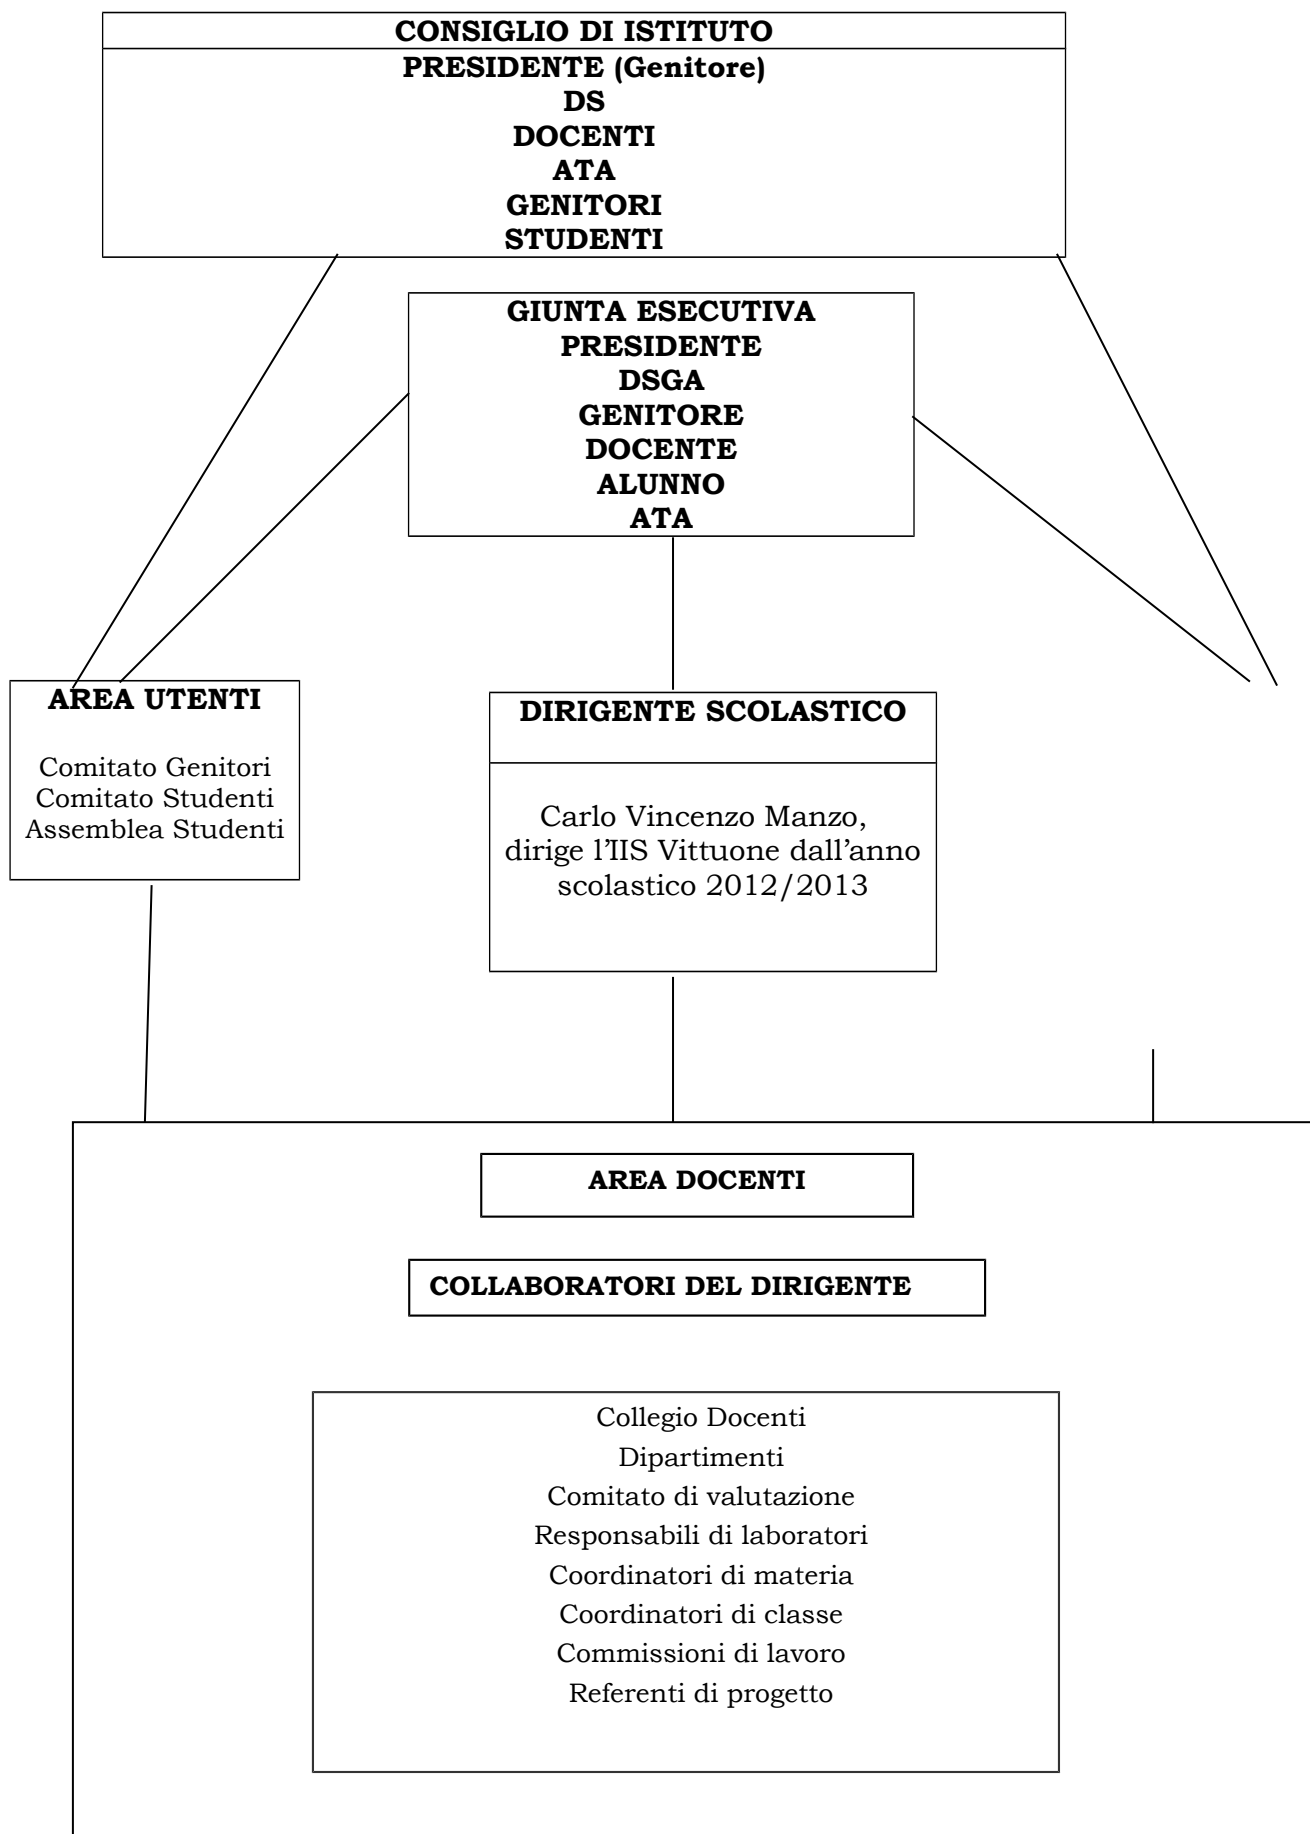 CONSIGLIO DI ISTITUTO
PRESIDENTE (Genitore)
DS
DOCENTI
ATA
GENITORI
STUDENTI
GIUNTA ESECUTIVA
PRESIDENTE
DSGA
GENITORE
DOCENTE
ALUNNO
ATA
AREA UTENTI
Comitato Genitori
Comitato Studenti
Assemblea Studenti
DIRIGENTE SCOLASTICO
Carlo Vincenzo Manzo,
dirige l’IIS Vittuone dall’anno
scolastico 2012/2013
AREA DOCENTI
COLLABORATORI DEL DIRIGENTE
Collegio Docenti
Dipartimenti
Comitato di valutazione
Responsabili di laboratori
Coordinatori di materia
Coordinatori di classe
Commissioni di lavoro
Referenti di progetto